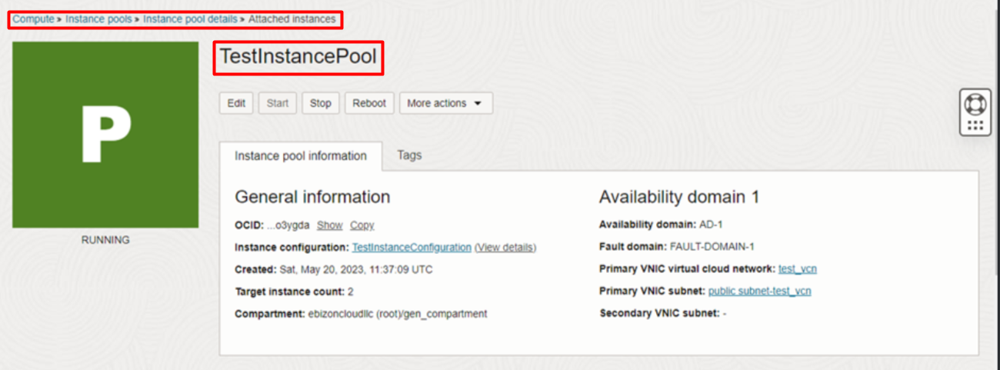 Compute » Instance pools » Instance pool details » Attached instances
TestInstancePool
P
RUNNING
Edit Start Stop Reboot More actions
Instance pool information Tags
General information
OCID: ...o3ygda Show Copy
Instance configuration: TestInstanceConfiguration (View details)
Created: Sat, May 20, 2023, 11:37:09 UTC
Target instance count: 2
Compartment: ebizoncloudllc (root)/gen_compartment
Availability domain 1
Availability domain: AD-1
Fault domain: FAULT-DOMAIN-1
Primary VNIC virtual cloud network: test_vcn
Primary VNIC subnet: public subnet-test_vcn
Secondary VNIC subnet: -